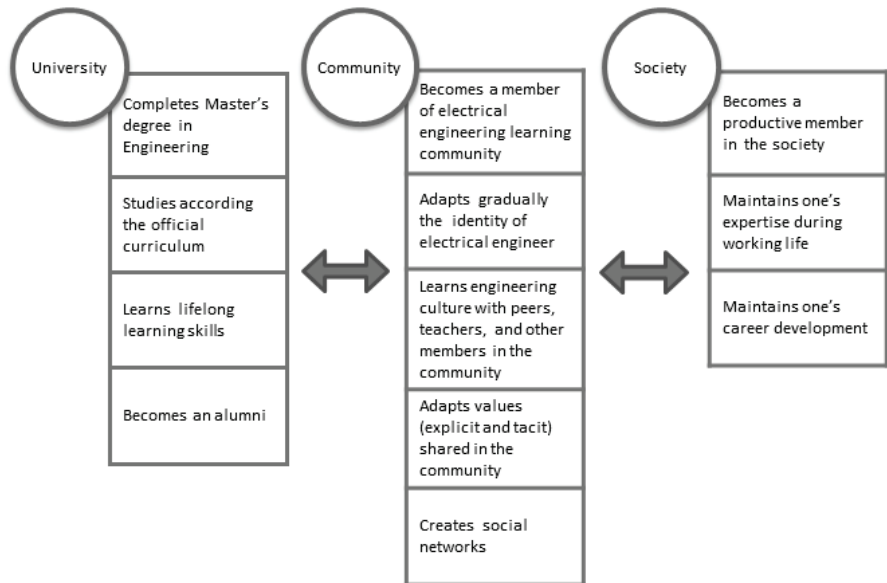 University
Completes Master's
degree in
Engineering
Studies according
the official
curriculum
Learns lifelong
learning skills
Becomes an alumni
Community
Becomes a member
of electrical
engineering learning
community
Adapts gradually
the identity of
electrical engineer
Learns engineering
culture with peers,
teachers, and other
members in the
community
Adapts values
(explicit and tacit)
shared in the
community
Creates social
networks
Society
Becomes a
productive member
in the society
Maintains one's
expertise during
working life
Maintains one's
career development